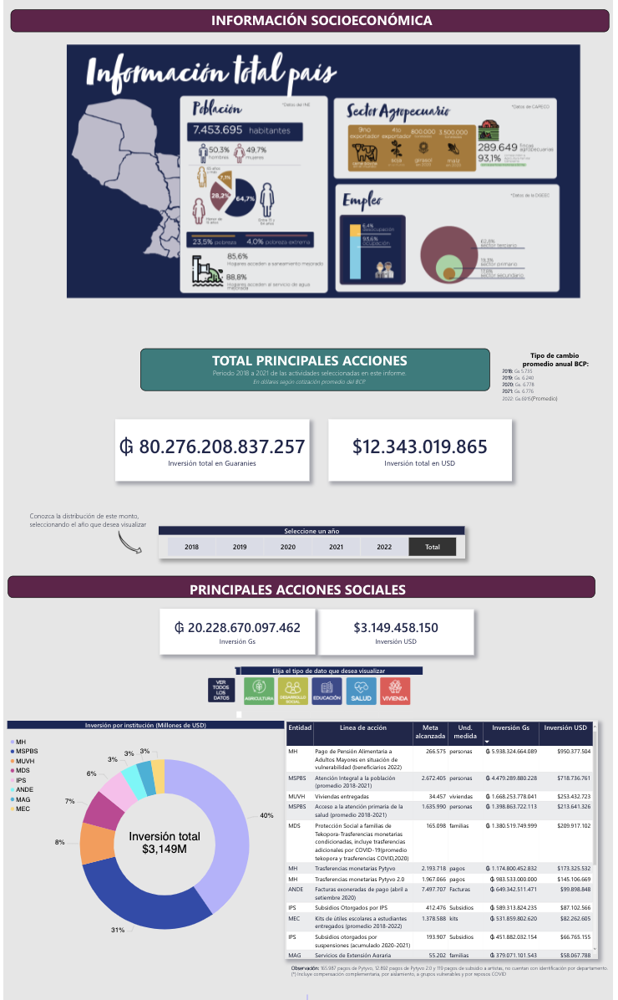 INFORMACIÓN SOCIOECONÓMICA
Información total país
Población
*Datos del INE
7.453.695 habitantes
50,3% hombres
49,7% mujeres
65 años y más
7,1%
28,2%
64,7%
Menor de 15 años
Entre 15 y 64 años
23.5% pobreza 4.0% pobreza extrema
85,6%
Hogares acceden a saneamiento mejorado
88,8%
Hogares acceden al servicio de agua mejorada
Sector Agropecuario
*Datos de CAPECO
9no exportador
4to exportador
800.000
3.500.000
soja
girasol
maíz
289.649 fincas agropecuarias
93,1%
Empleo
*Datos de la DGEEC
6,4%
desocupación
93,6%
ocupación
62,8%
sector terciario
19,3%
sector primario
17,8%
sector secundario
TOTAL PRINCIPALES ACCIONES
Periodo 2018 a 2021 de las actividades seleccionadas en este informe.
En dólares según cotización promedio del BCP
Tipo de cambio
promedio anual BCP:
2018: Gs 5.735
2019: Gs. 6.240
2020: Gs. 6.778
2021: Gs. 6.776
2022: Gs.6915(Promedio)
₲ 80.276.208.837.257
Inversión total en Guaranies
$12.343.019.865
Inversión total en USD
Conozca la distribución de este monto,
seleccionando el año que desea visualizar
Seleccione un año
2018 2019 2020 2021 2022 Total
PRINCIPALES ACCIONES SOCIALES
₲ 20.228.670.097.462
Inversión Gs
$3.149.458.150
Inversión USD
Elija el tipo de dato que desea visualizar
VER TODOS LOS DATOS
AGRICULTURA
DESARROLLO SOCIAL
EDUCACIÓN
SALUD
VIVIENDA
Inversión por institución (Millones de USD)
MH
MSPBS
MUVH
MDS
IPS
ANDE
MAG
MEC
40%
31%
8%
7%
6%
3%
3%
3%
Inversión total
$3,149M
Entidad Linea de acción Meta alcanzada Und. medida Inversión Gs Inversión USD
MH Pago de Pensión Alimentaria a 266.575 personas ₲ 5.938.324.664.089 $950.377.504
Adultos Mayores en situación de
vulnerabilidad (beneficiarios 2022)
MSPBS Atención Integral a la población 2.672.405 personas ₲ 4.479.289.880.228 $718.736.761
(promedio 2018-2021)
MUVH Viviendas entregadas 34.457 viviendas ₲ 1.668.253.778.041 $253.432.723
MSPBS Acceso a la atención primaria de la 1.635.990 personas ₲ 1.398.863.722.113 $213.641.326
salud (promedio 2018-2021)
MDS Protección Social a familias de 165.098 familias ₲ 1.380.519.749.999 $209.917.102
Tekopora-Trasferencias monetarias
condicionadas, incluye trasferencias
adicionales por COVID-19(promedio
tekopora y trasferencias COVID,2020)
MH Trasferencias monetarias Pytyvo 2.193.718 pagos ₲ 1.174.800.452.832 $173.325.532
MH Trasferencias monetarias Pytyvo 2.0 1.967.066 pagos ₲ 983.533.000.000 $145.106.669
ANDE Facturas exoneradas de pago (abril a 7.497.707 Facturas ₲ 649.342.511.471 $99.898.848
setiembre 2020)
IPS Subsidios Otorgados por IPS 412.476 Subsidios ₲ 589.313.824.235 $87.102.566
MEC Kits de útiles escolares a estudiantes 1.378.588 kits ₲ 531.859.802.620 $82.262.605
entregados (promedio 2018-2022)
IPS Subsidios otorgados por 193.907 Subsidios ₲ 451.882.032.154 $66.765.155
suspensiones (acumulado 2020-2021)
MAG Servicios de Extensión Agraria 55.202 familias ₲ 379.071.101.543 $58.067.788
Observación: 165.987 pagos de Pytyvo, 12.892 pagos de Pytyvo 2.0 y 119 pagos de subsidio a artistas, no cuentan con identificación por departamento.
(*) Incluye compensación complementaria, por aislamiento, a grupos vulnerables y por reposos COVID